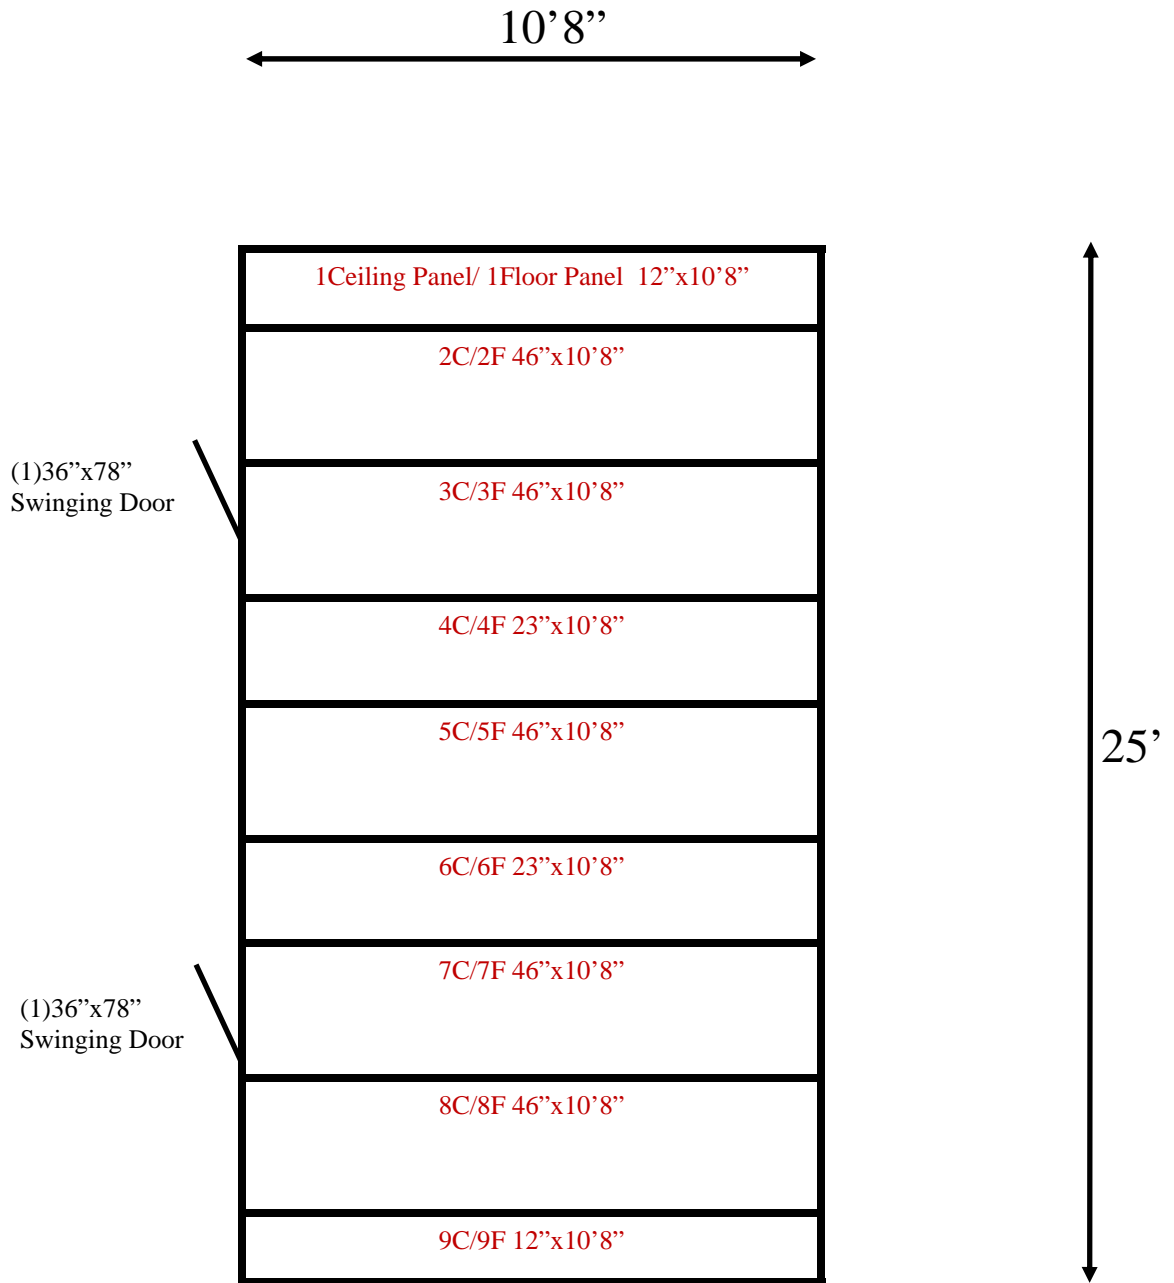 10’8”
1Ceiling Panel/ 1Floor Panel  12”x10’8”
2C/2F 46”x10’8”
(1)36”x78”
Swinging Door
3C/3F 46”x10’8”
4C/4F 23”x10’8”
5C/5F 46”x10’8”
25’
6C/6F 23”x10’8”
7C/7F 46”x10’8”
(1)36”x78”
Swinging Door
8C/8F 46”x10’8”
9C/9F 12”x10’8”